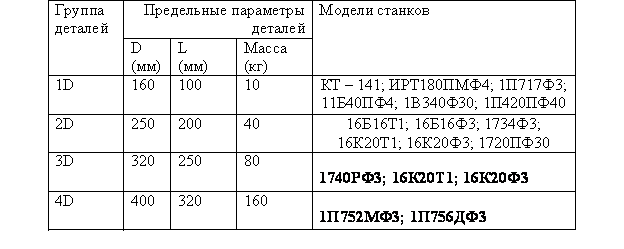 Группа деталей
Предельные параметры деталей
Модели станков
D (мм)
L (мм)
Масса (кг)
1D 160 100 10 КТ – 141; ИРТ180ПМФ4; 1П717Ф3;
11Б40ПФ4; 1В340Ф30; 1П420ПФ40
2D 250 200 40 16Б16Т1; 16Б16Ф3; 1734Ф3;
16К20Т1; 16К20Ф3; 1720ПФ30
3D 320 250 80
1740РФ3; 16К20Т1; 16К20Ф3
4D 400 320 160
1П752МФ3; 1П756ДФ3